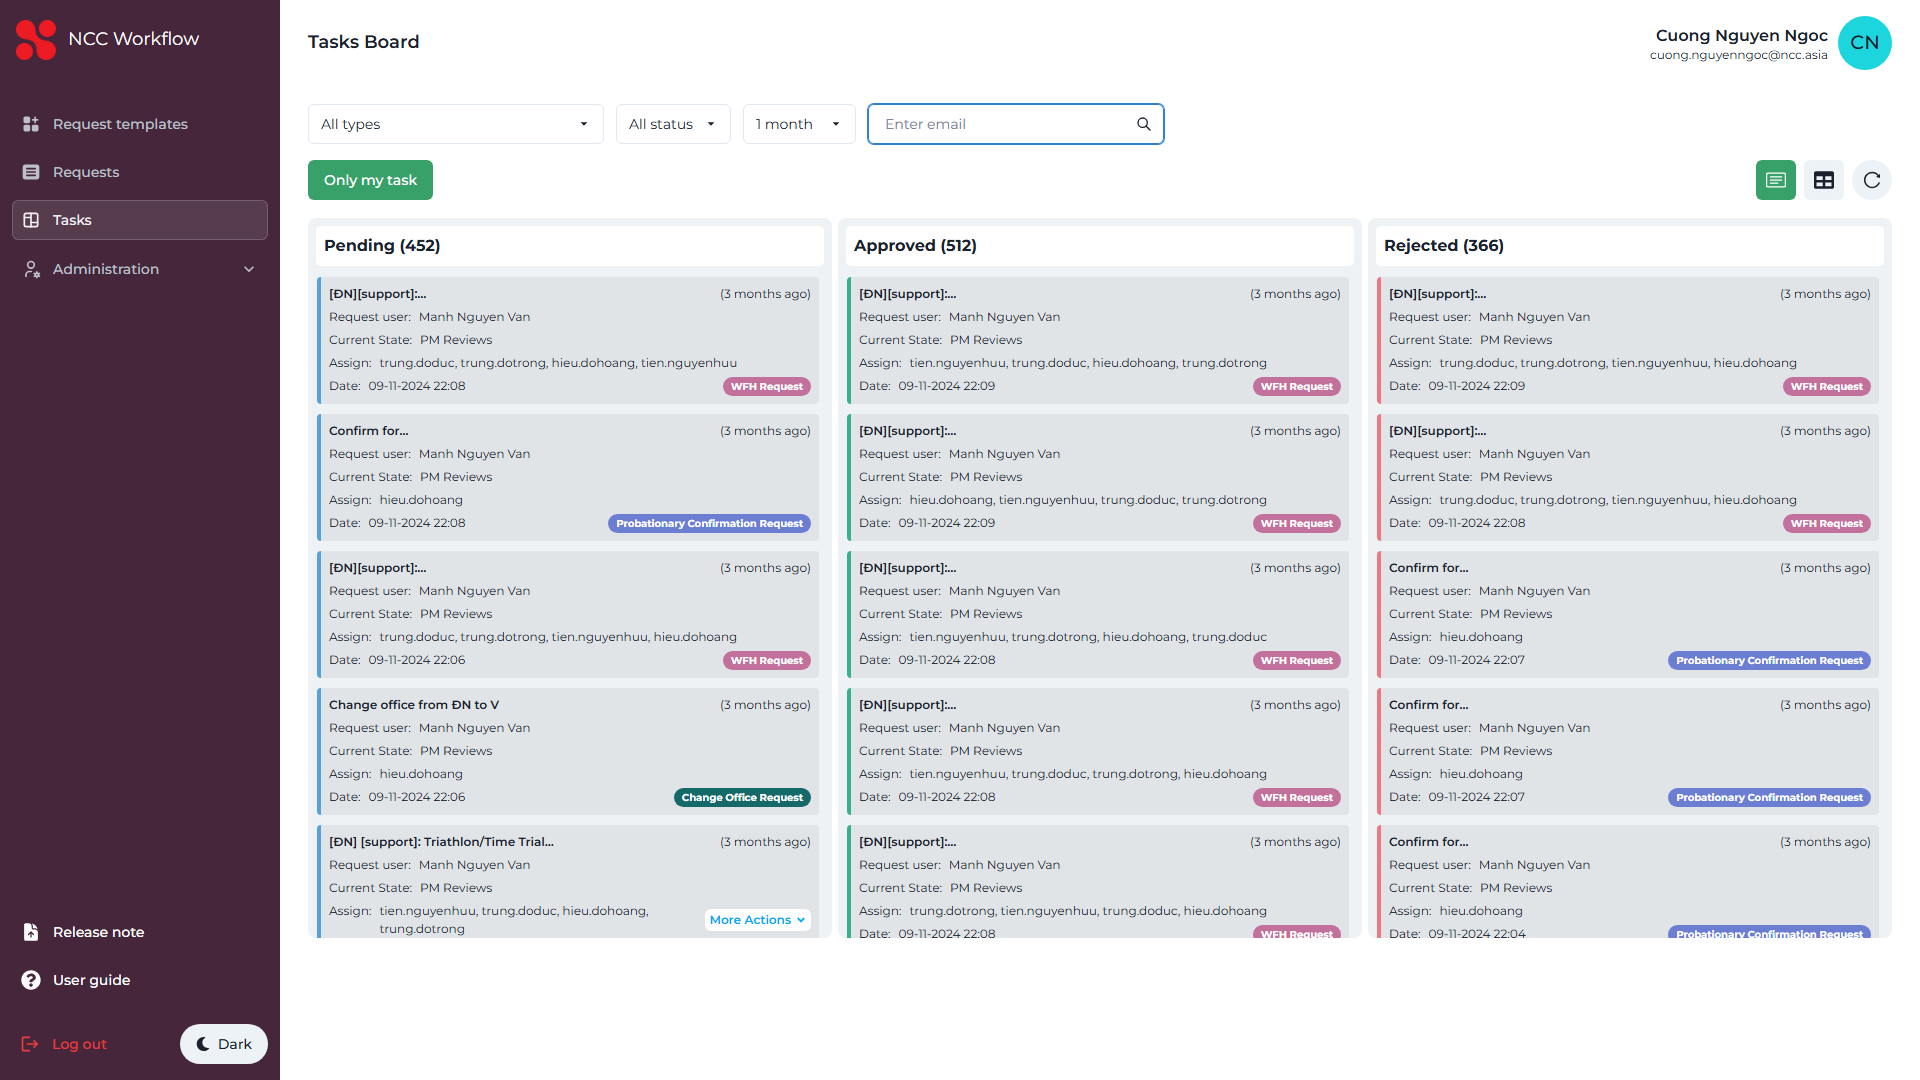 NCC Workflow
Request templates
Requests
Tasks
Administration
Release note
User guide
Log out
Dark
Tasks Board
Cuong Nguyen Ngoc
cuong.nguyenngoc@ncc.asia
CN
All types
All status
1 month
Enter email
Only my task
Pending (452)
[ĐN][support]:...
(3 months ago)
Request user: Manh Nguyen Van
Current State: PM Reviews
Assign: trung.doduc, trung.dotrong, hieu.dohoang, tien.nguyenhuu
Date: 09-11-2024 22:08
WFH Request
Confirm for...
(3 months ago)
Request user: Manh Nguyen Van
Current State: PM Reviews
Assign: hieu.dohoang
Date: 09-11-2024 22:08
Probationary Confirmation Request
[ĐN][support]:...
(3 months ago)
Request user: Manh Nguyen Van
Current State: PM Reviews
Assign: trung.doduc, trung.dotrong, tien.nguyenhuu, hieu.dohoang
Date: 09-11-2024 22:06
WFH Request
Change office from ĐN to V
(3 months ago)
Request user: Manh Nguyen Van
Current State: PM Reviews
Assign: hieu.dohoang
Date: 09-11-2024 22:06
Change Office Request
[ĐN] [support]: Triathlon/Time Trial...
(3 months ago)
Request user: Manh Nguyen Van
Current State: PM Reviews
Assign: tien.nguyenhuu, trung.doduc, hieu.dohoang,
trung.dotrong
More Actions
Approved (512)
[ĐN][support]:...
(3 months ago)
Request user: Manh Nguyen Van
Current State: PM Reviews
Assign: tien.nguyenhuu, trung.doduc, hieu.dohoang, trung.dotrong
Date: 09-11-2024 22:09
WFH Request
[ĐN][support]:...
(3 months ago)
Request user: Manh Nguyen Van
Current State: PM Reviews
Assign: hieu.dohoang, tien.nguyenhuu, trung.doduc, trung.dotrong
Date: 09-11-2024 22:09
WFH Request
[ĐN][support]:...
(3 months ago)
Request user: Manh Nguyen Van
Current State: PM Reviews
Assign: tien.nguyenhuu, trung.dotrong, hieu.dohoang, trung.doduc
Date: 09-11-2024 22:08
WFH Request
[ĐN][support]:...
(3 months ago)
Request user: Manh Nguyen Van
Current State: PM Reviews
Assign: tien.nguyenhuu, trung.doduc, trung.dotrong, hieu.dohoang
Date: 09-11-2024 22:08
WFH Request
[ĐN][support]:...
(3 months ago)
Request user: Manh Nguyen Van
Current State: PM Reviews
Assign: trung.dotrong, tien.nguyenhuu, trung.doduc, hieu.dohoang
Date: 09-11-2024 22:08
WFH Request
Rejected (366)
[ĐN][support]:...
(3 months ago)
Request user: Manh Nguyen Van
Current State: PM Reviews
Assign: trung.doduc, trung.dotrong, tien.nguyenhuu, hieu.dohoang
Date: 09-11-2024 22:09
WFH Request
[ĐN][support]:...
(3 months ago)
Request user: Manh Nguyen Van
Current State: PM Reviews
Assign: trung.doduc, trung.dotrong, tien.nguyenhuu, hieu.dohoang
Date: 09-11-2024 22:08
WFH Request
Confirm for...
(3 months ago)
Request user: Manh Nguyen Van
Current State: PM Reviews
Assign: hieu.dohoang
Date: 09-11-2024 22:07
Probationary Confirmation Request
Confirm for...
(3 months ago)
Request user: Manh Nguyen Van
Current State: PM Reviews
Assign: hieu.dohoang
Date: 09-11-2024 22:07
Probationary Confirmation Request
Confirm for...
(3 months ago)
Request user: Manh Nguyen Van
Current State: PM Reviews
Assign: hieu.dohoang
Date: 09-11-2024 22:04
Probationary Confirmation Request